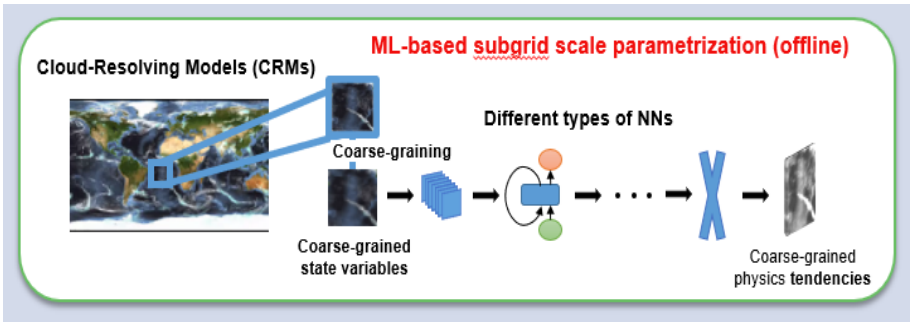 ML-based subgrid scale parametrization (offline)
Cloud-Resolving Models (CRMs)
Different types of NNs
Coarse-graining
Coarse-grained
state variables
Coarse-grained
physics tendencies